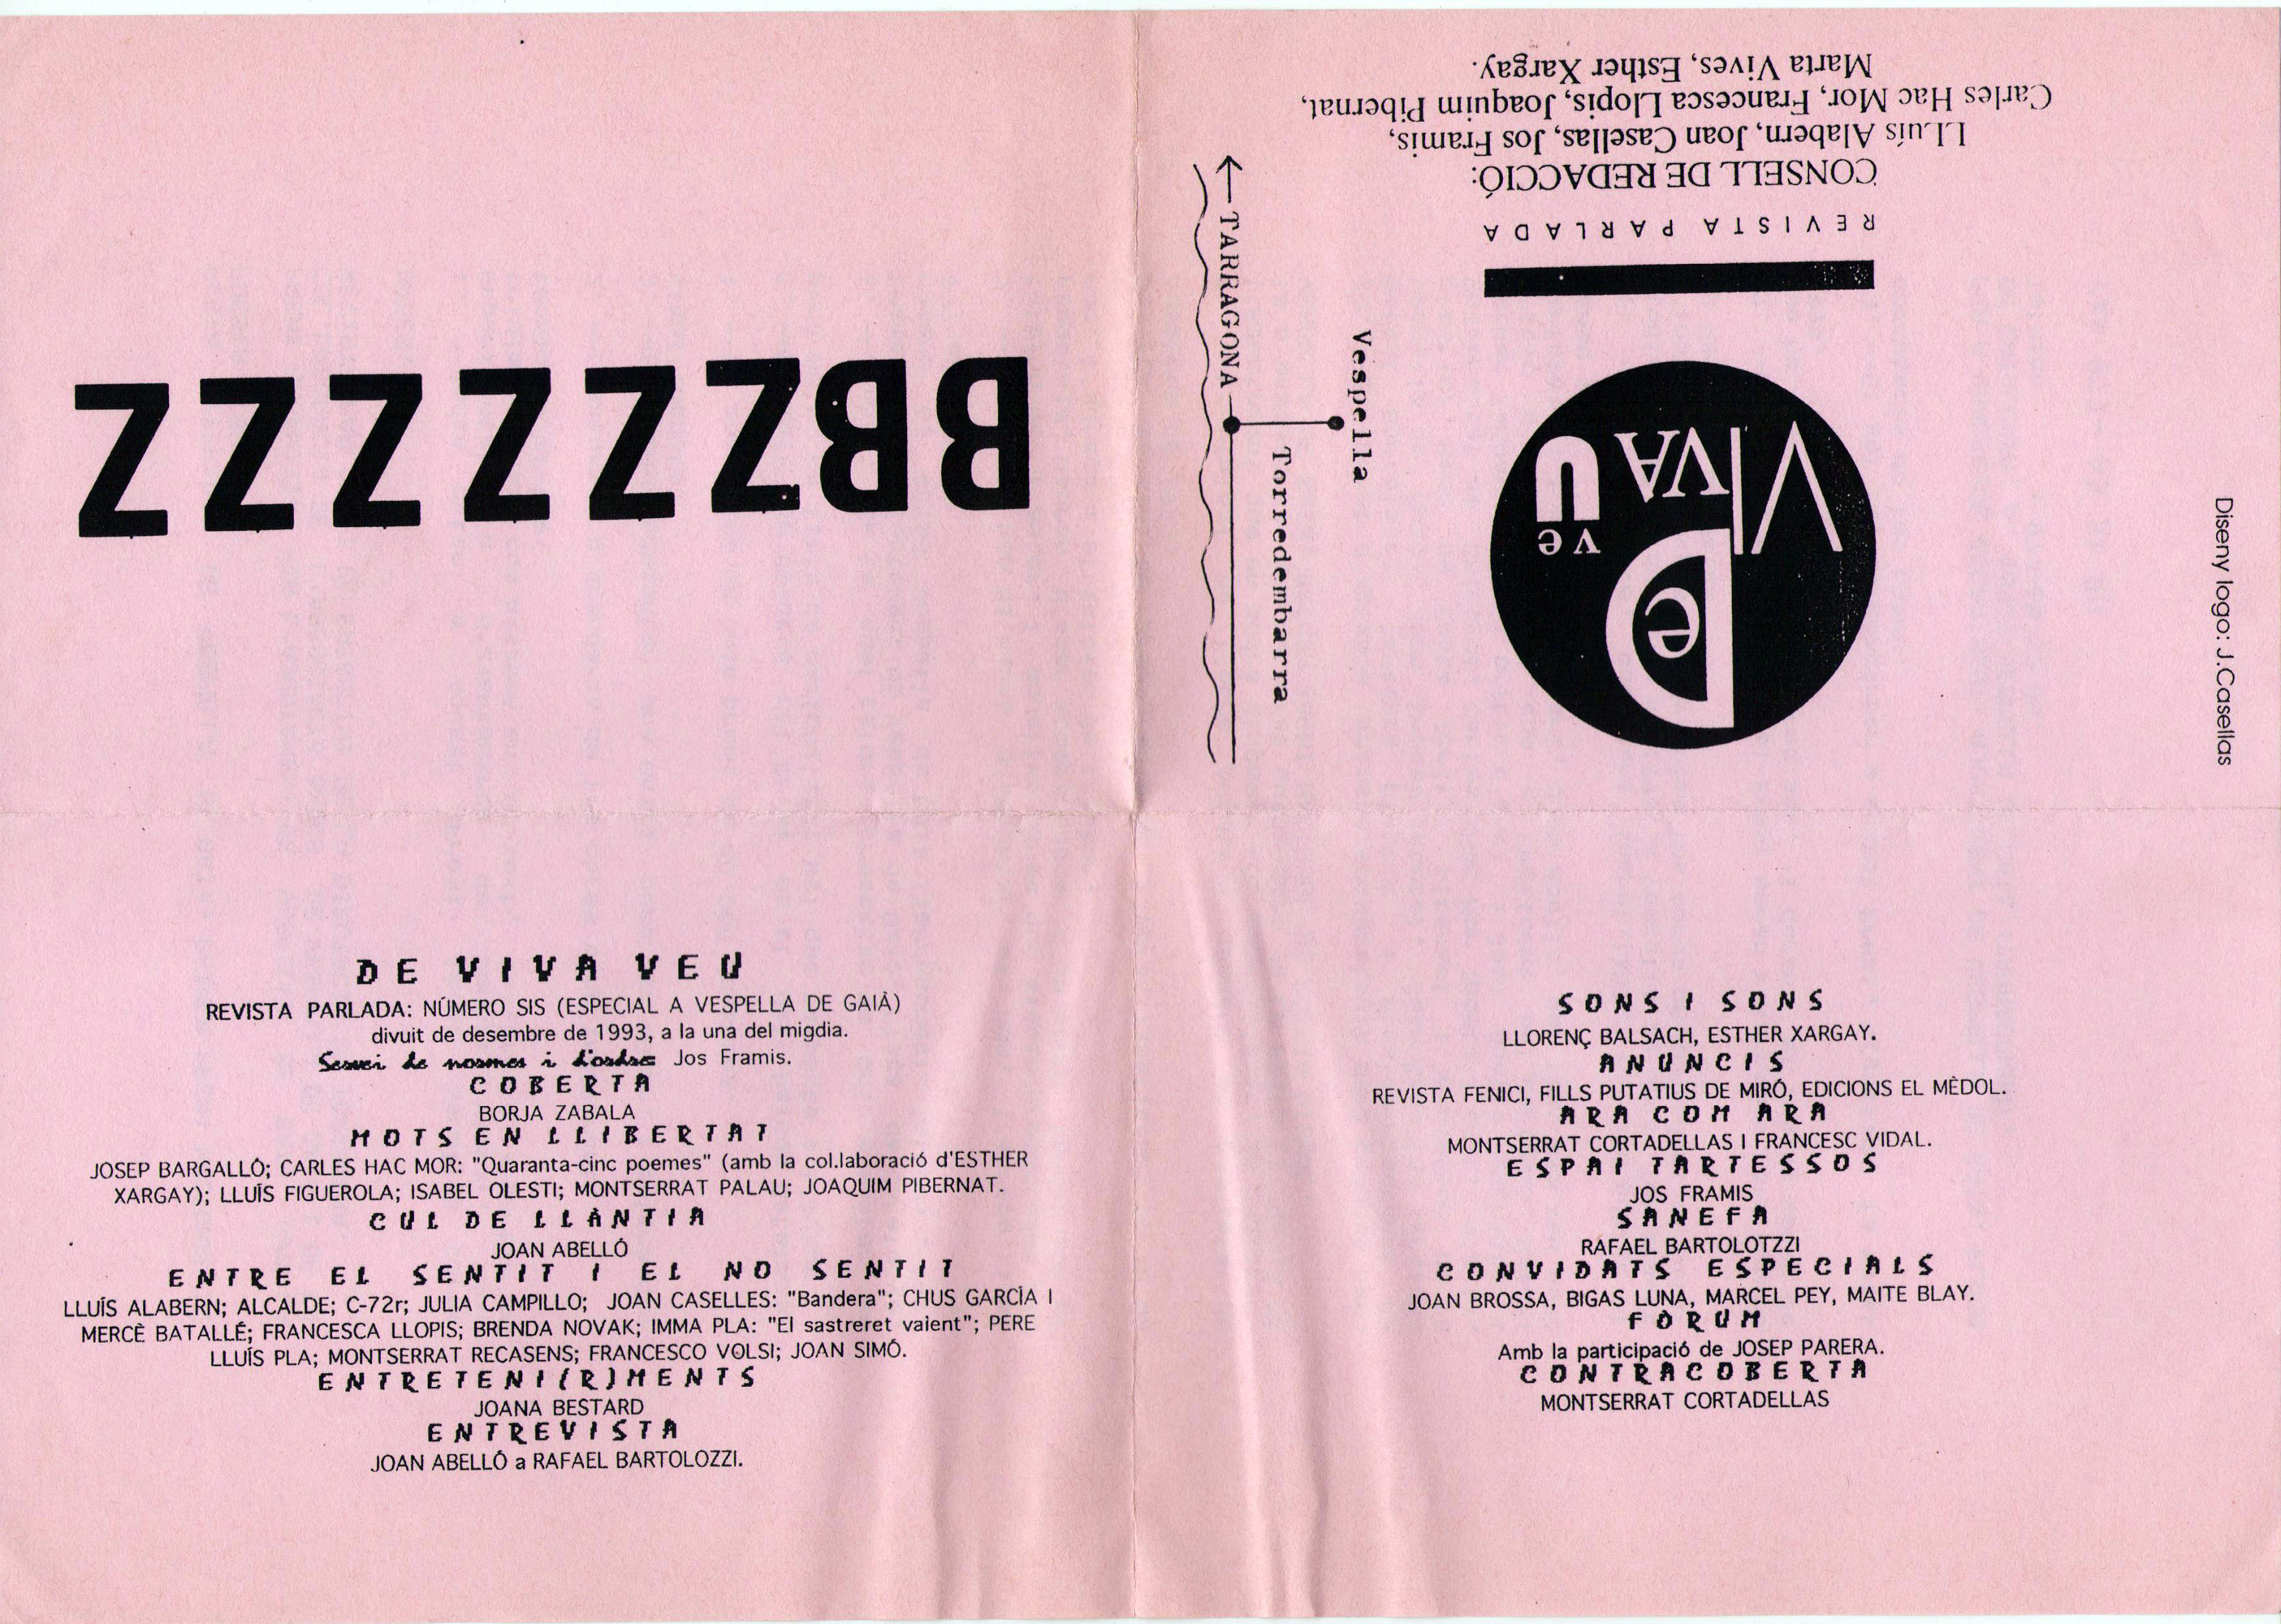 BBZZZZZZ
CONSELL DE REDACCIÓ:
LLuís Alabern, Joan Casellas, Jos Framis,
Carles Hac Mor, Francesca Llopis, Joaquim Pibernat,
Marta Vives, Esther Xargay.
REVISTA PARLADA
VIVA U
ve
De
TARRAGONA
Vespella
Torredembarra
Diseny logo: J.Casellas
DE VIVA VEU
REVISTA PARLADA: NÚMERO SIS (ESPECIAL A VESPELLA DE GAIÀ)
divuit de desembre de 1993, a la una del migdia.
Servei de normes i d'ordre Jos Framis.
COBERTA
BORJA ZABALA
MOTS EN LLIBERTAT
JOSEP BARGALLÓ; CARLES HAC MOR: "Quaranta-cinc poemes" (amb la col.laboració d'ESTHER
XARGAY); LLUÍS FIGUEROLA; ISABEL OLESTI; MONTSERRAT PALAU; JOAQUIM PIBERNAT.
CUL DE LLÀNTIA
JOAN ABELLÓ
ENTRE EL SENTIT I EL NO SENTIT
LLUÍS ALABERN; ALCALDE; C-72r; JULIA CAMPILLO; JOAN CASELLES: "Bandera"; CHUS GARCÍA I
MERCÈ BATALLÉ; FRANCESCA LLOPIS; BRENDA NOVAK; IMMA PLA: "El sastreret vaient"; PERE
LLUÍS PLA; MONTSERRAT RECASENS; FRANCESCO VOLSI; JOAN SIMÓ.
ENTRETENI(R)MENTS
JOANA BESTARD
ENTREVISTA
JOAN ABELLÓ a RAFAEL BARTOLOZZI.
SONS I SONS
LLORENÇ BALSACH, ESTHER XARGAY.
ANUNCIS
REVISTA FENICI, FILLS PUTATIUS DE MIRÓ, EDICIONS EL MÈDOL.
ARA COM ARA
MONTSERRAT CORTADELLAS I FRANCESC VIDAL.
ESPAI TARTESSOS
JOS FRAMIS
SANEFA
RAFAEL BARTOLOTZZI
CONVIDATS ESPECIALS
JOAN BROSSA, BIGAS LUNA, MARCEL PEY, MAITE BLAY.
FÒRUM
Amb la participació de JOSEP PARERA.
CONTRACOBERTA
MONTSERRAT CORTADELLAS